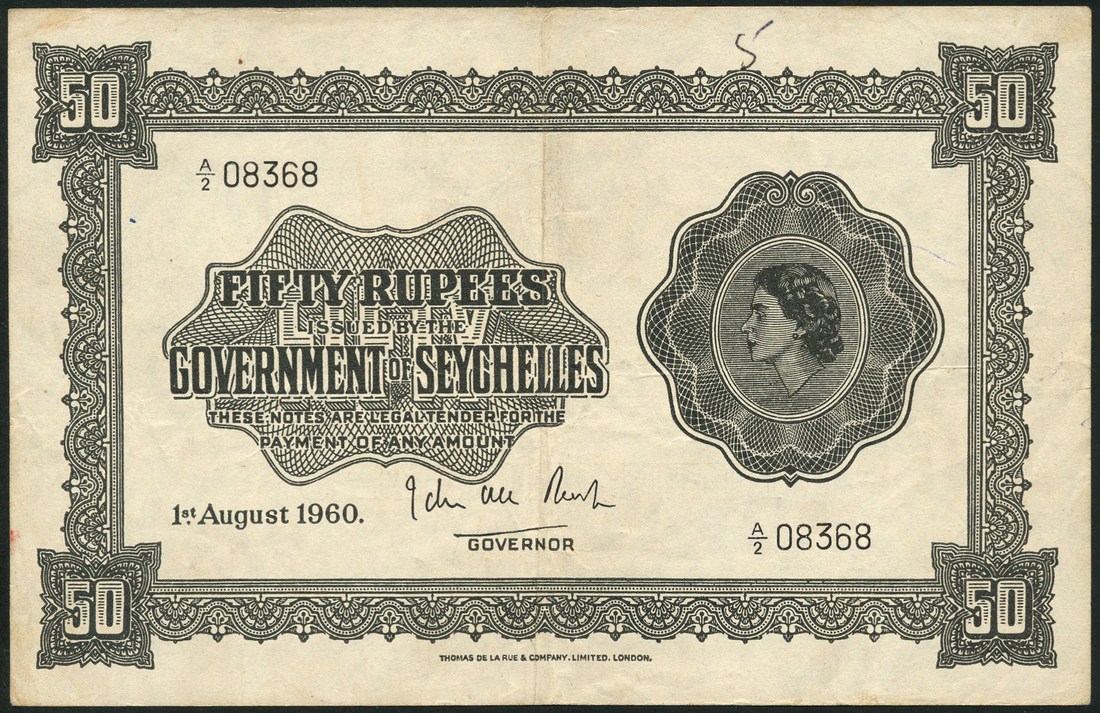 5
50 50
A/2 08368
FIFTY RUPEES
ISSUED BY THE
GOVERNMENT OF SEYCHELLES
THESE NOTES ARE LEGAL TENDER FOR THE
PAYMENT OF ANY AMOUNT
1st. August 1960.
GOVERNOR
A/2 08368
50 50
THOMAS DE LA RUE & COMPANY, LIMITED, LONDON.